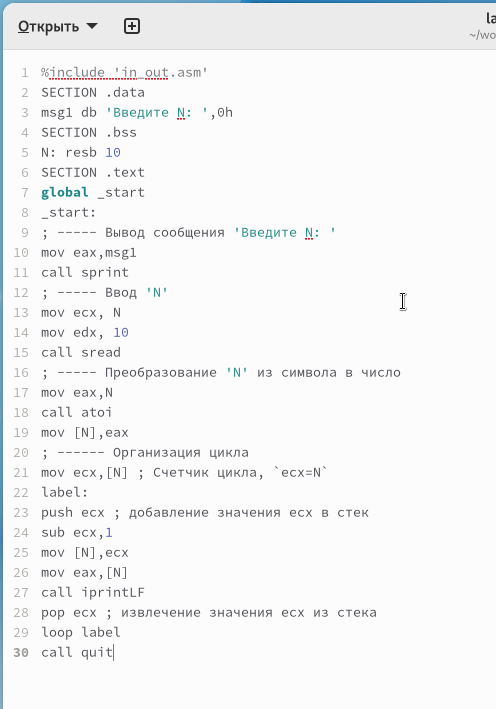 Открыть
la
~/wo
1 %include 'in_out.asm'
2 SECTION .data
3 msg1 db 'Введите N: ',0h
4 SECTION .bss
5 N: resb 10
6 SECTION .text
7 global _start
8 _start:
9 ; ----- Вывод сообщения 'Введите N: '
10 mov eax,msg1
11 call sprint
12 ; ----- Ввод 'N'
13 mov ecx, N
14 mov edx, 10
15 call sread
16 ; ----- Преобразование 'N' из символа в число
17 mov eax,N
18 call atoi
19 mov [N],eax
20 ; ------ Организация цикла
21 mov ecx,[N] ; Счетчик цикла, `ecx=N`
22 label:
23 push ecx ; добавление значения ecx в стек
24 sub ecx,1
25 mov [N],ecx
26 mov eax,[N]
27 call iprintLF
28 pop ecx ; извлечение значения ecx из стека
29 loop label
30 call quit